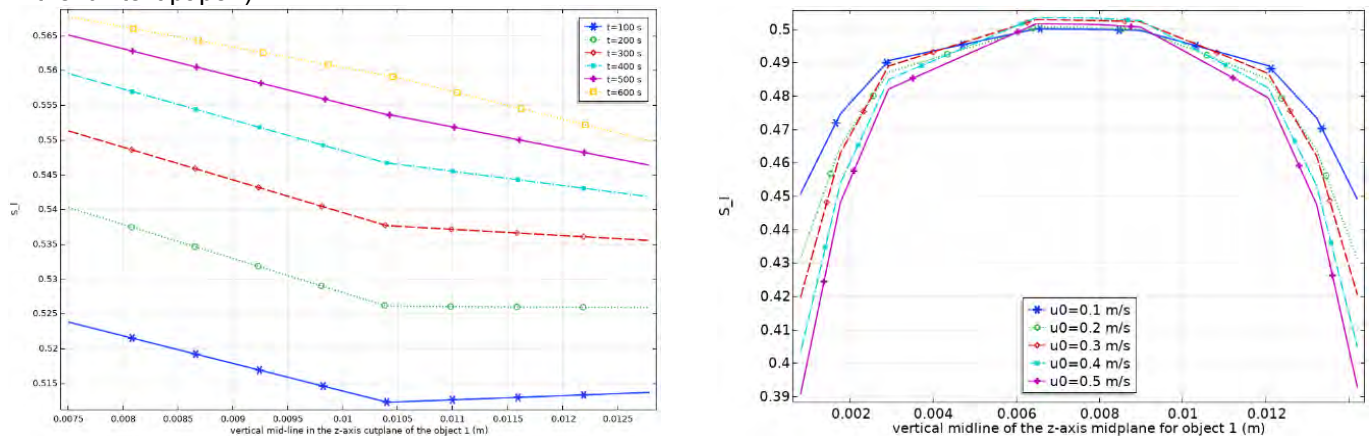 0.565
0.56
0.555
0.55
0.545
0.54
0.535
0.53
0.525
0.52
0.515
s_l
0.0075 0.008 0.0085 0.009 0.0095 0.01 0.0105 0.011 0.0115 0.012 0.0125
vertical mid-line in the z-axis cutplane of the object 1 (m)
t=100 s
t=200 s
t=300 s
t=400 s
t=500 s
t=600 s
0.5
0.49
0.48
0.47
0.46
0.45
0.44
0.43
0.42
0.41
0.4
0.39
S_l
0.002 0.004 0.006 0.008 0.01 0.012
vertical midline of the z-axis midplane for object 1 (m)
u0=0.1 m/s
u0=0.2 m/s
u0=0.3 m/s
u0=0.4 m/s
u0=0.5 m/s